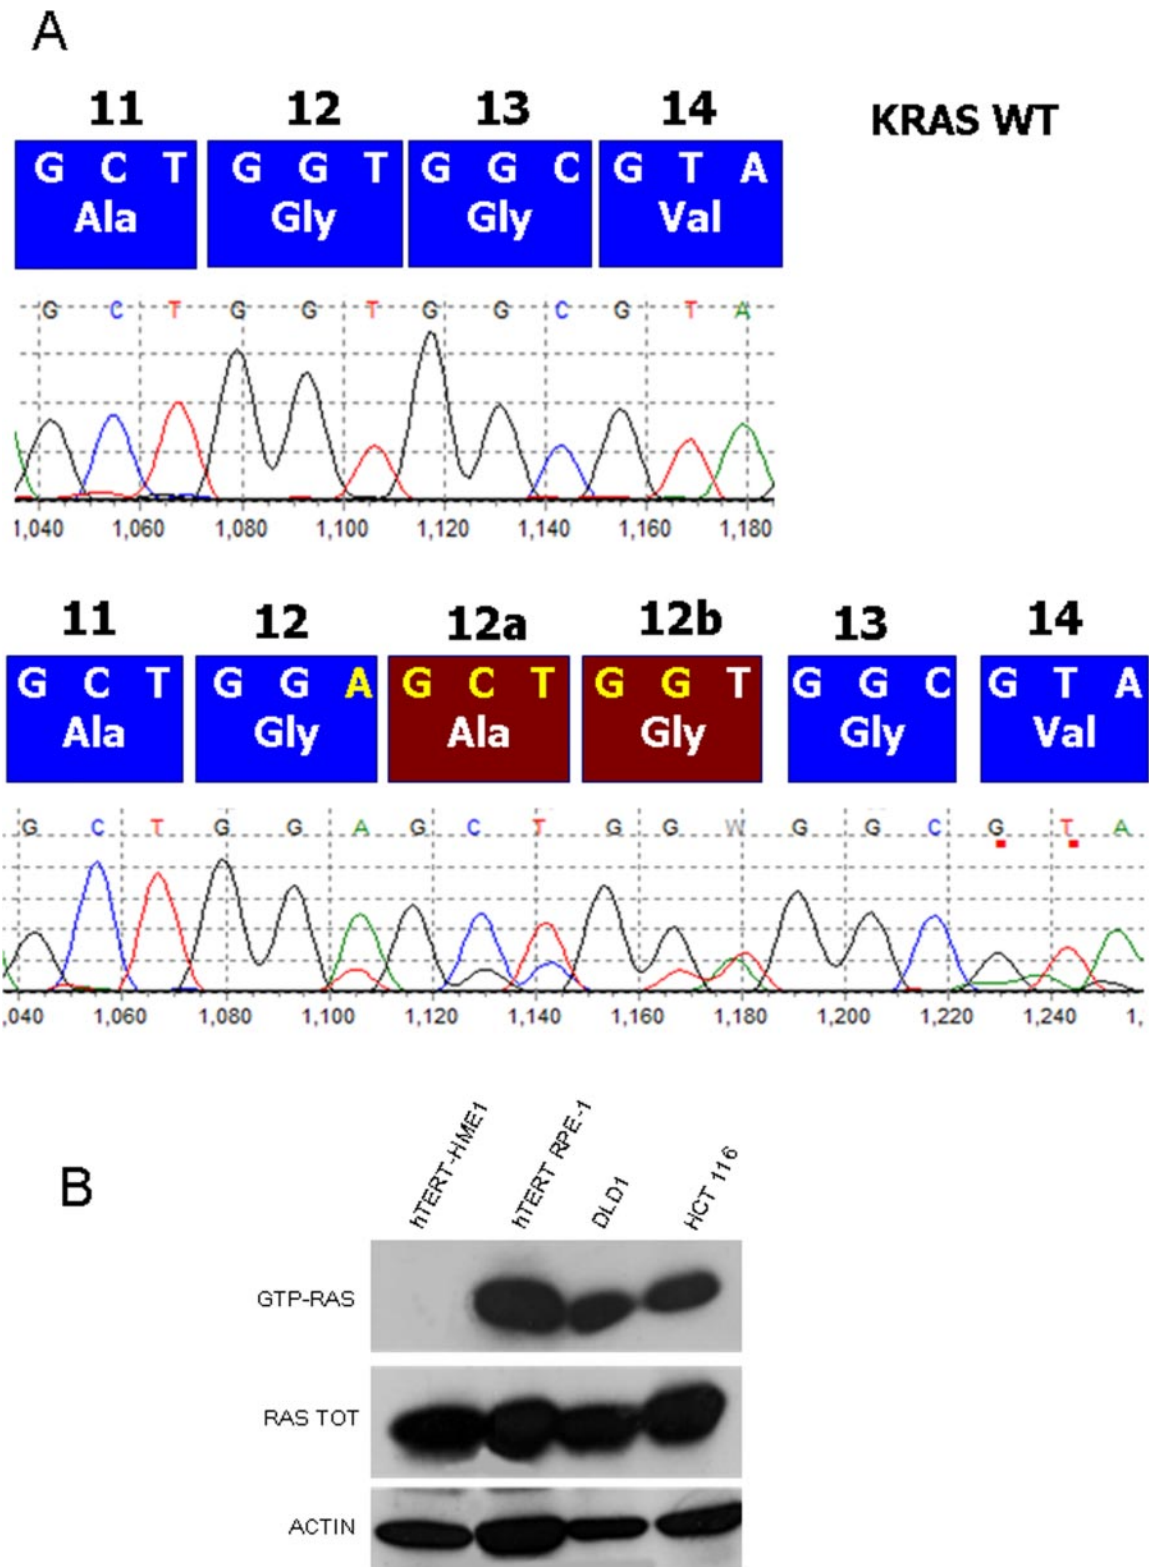 A
11 12 13 14 KRAS WT
G C T G G T G G C G T A
Ala Gly Gly Val
G C T G G T G G C G T A
1,040 1,060 1,080 1,100 1,120 1,140 1,160 1,180
11 12 12a 12b 13 14
G C T G G A G C T G G T G G C G T A
Ala Gly Ala Gly Gly Val
G C T G G A G C T G G W G G C G T A
,040 1,060 1,080 1,100 1,120 1,140 1,160 1,180 1,200 1,220 1,240 1,
B
hTERT-HME1 hTERT RPE-1 DLD1 HCT 116
GTP-RAS
RAS TOT
ACTIN